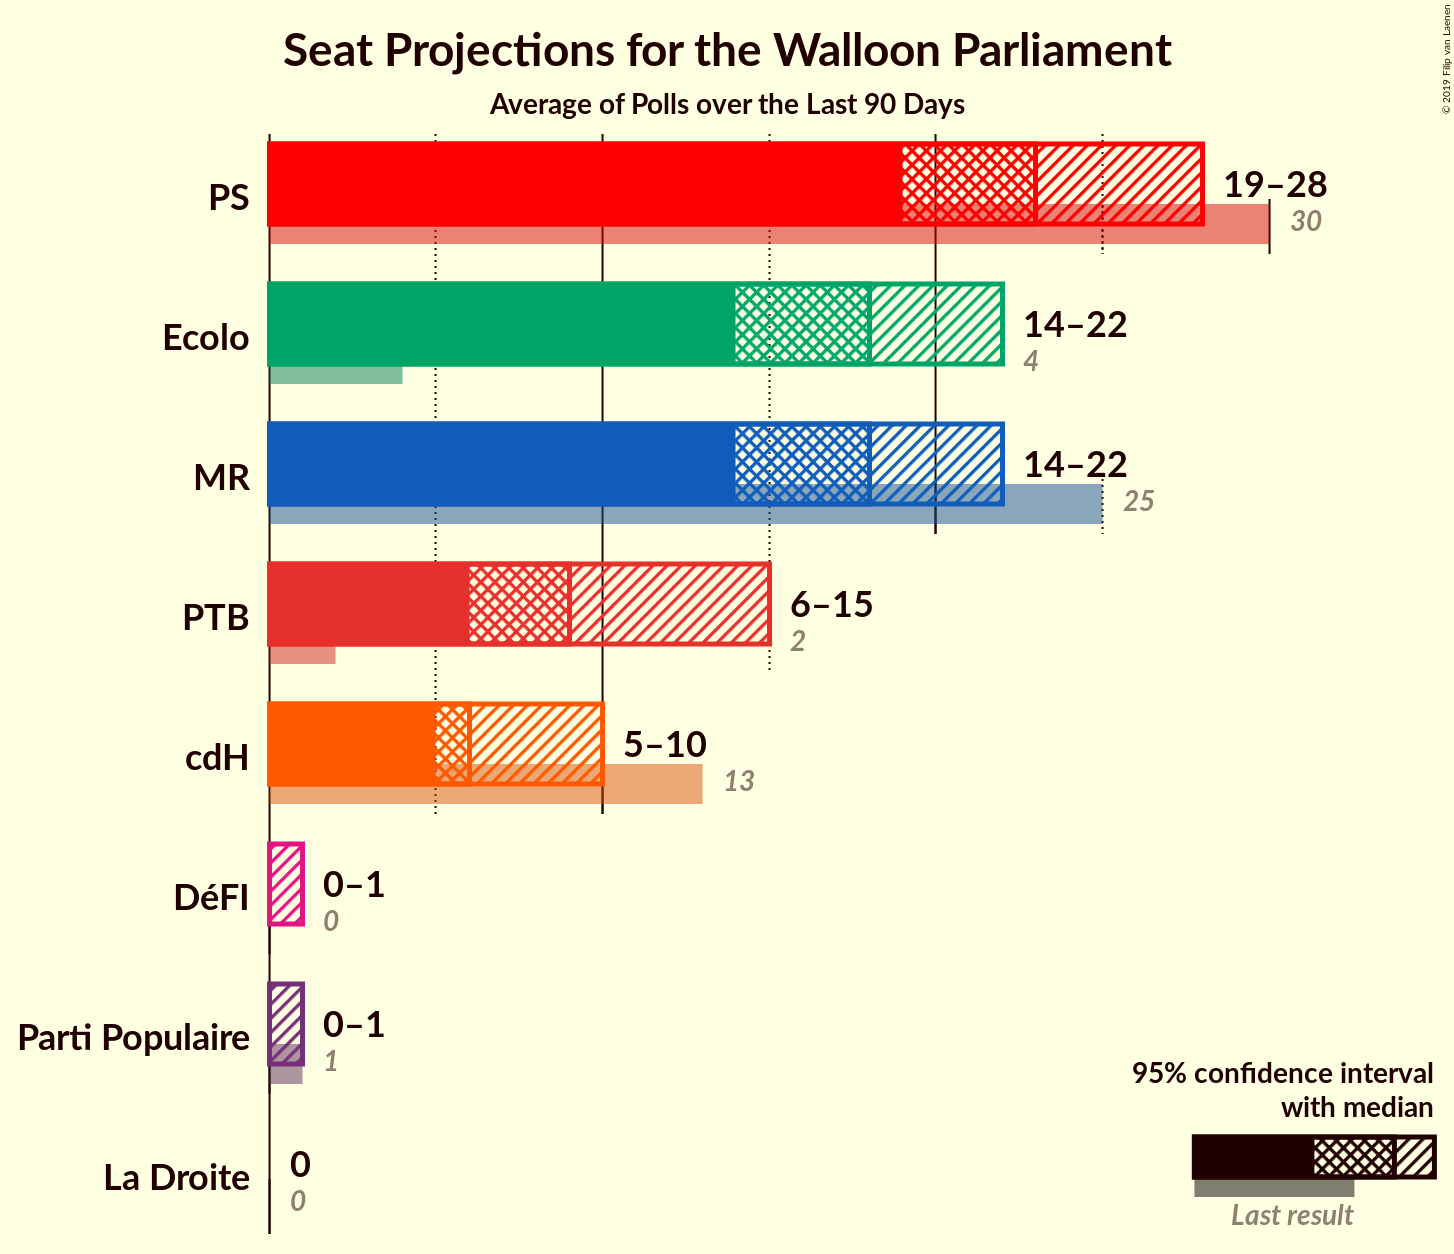 © 2019 Filip van Laenen
Seat Projections for the Walloon Parliament
Average of Polls over the Last 90 Days
PS
19–28
30
Ecolo
14–22
4
MR
14–22
25
PTB
6–15
2
cdH
5–10
13
DéFI
0–1
0
Parti Populaire
0–1
1
La Droite
0
0
95% confidence interval
with median
Last result